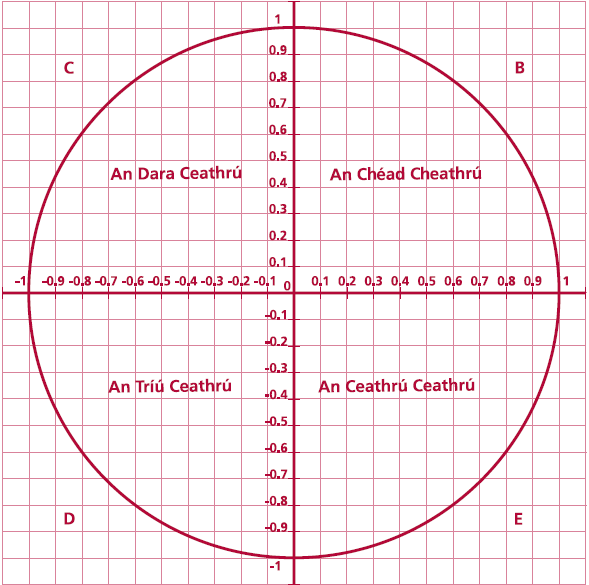 1
0.9
C
B
0.8
0.7
0.6
0.5
An Dara Ceathrú
An Chéad Cheathrú
0.4
0.3
0.2
0.1
-1 -0.9 -0.8 -0.7 -0.6 -0.5 -0.4 -0.3 -0.2 -0.1 0 0.1 0.2 0.3 0.4 0.5 0.6 0.7 0.8 0.9 1
-0.1
-0.2
-0.3
An Tríú Ceathrú
An Ceathrú Ceathrú
-0.4
-0.5
-0.6
-0.7
-0.8
D
E
-0.9
-1